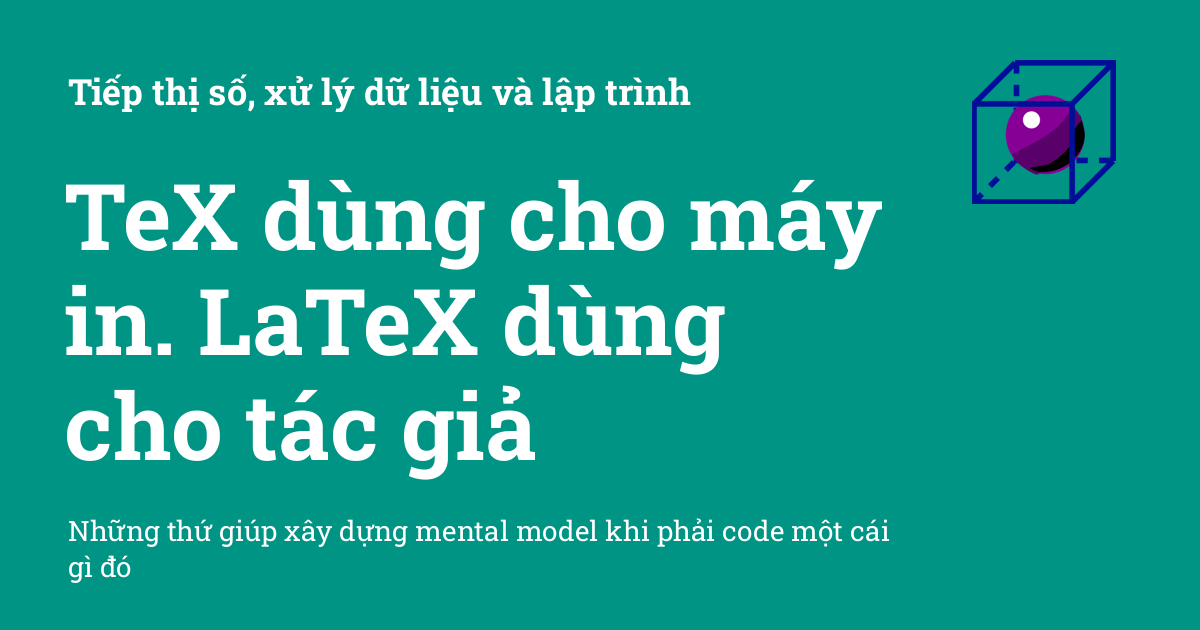 Tiếp thị số, xử lý dữ liệu và lập trình
TeX dùng cho máy
in. LaTeX dùng
cho tác giả
Những thứ giúp xây dựng mental model khi phải code một cái
gì đó